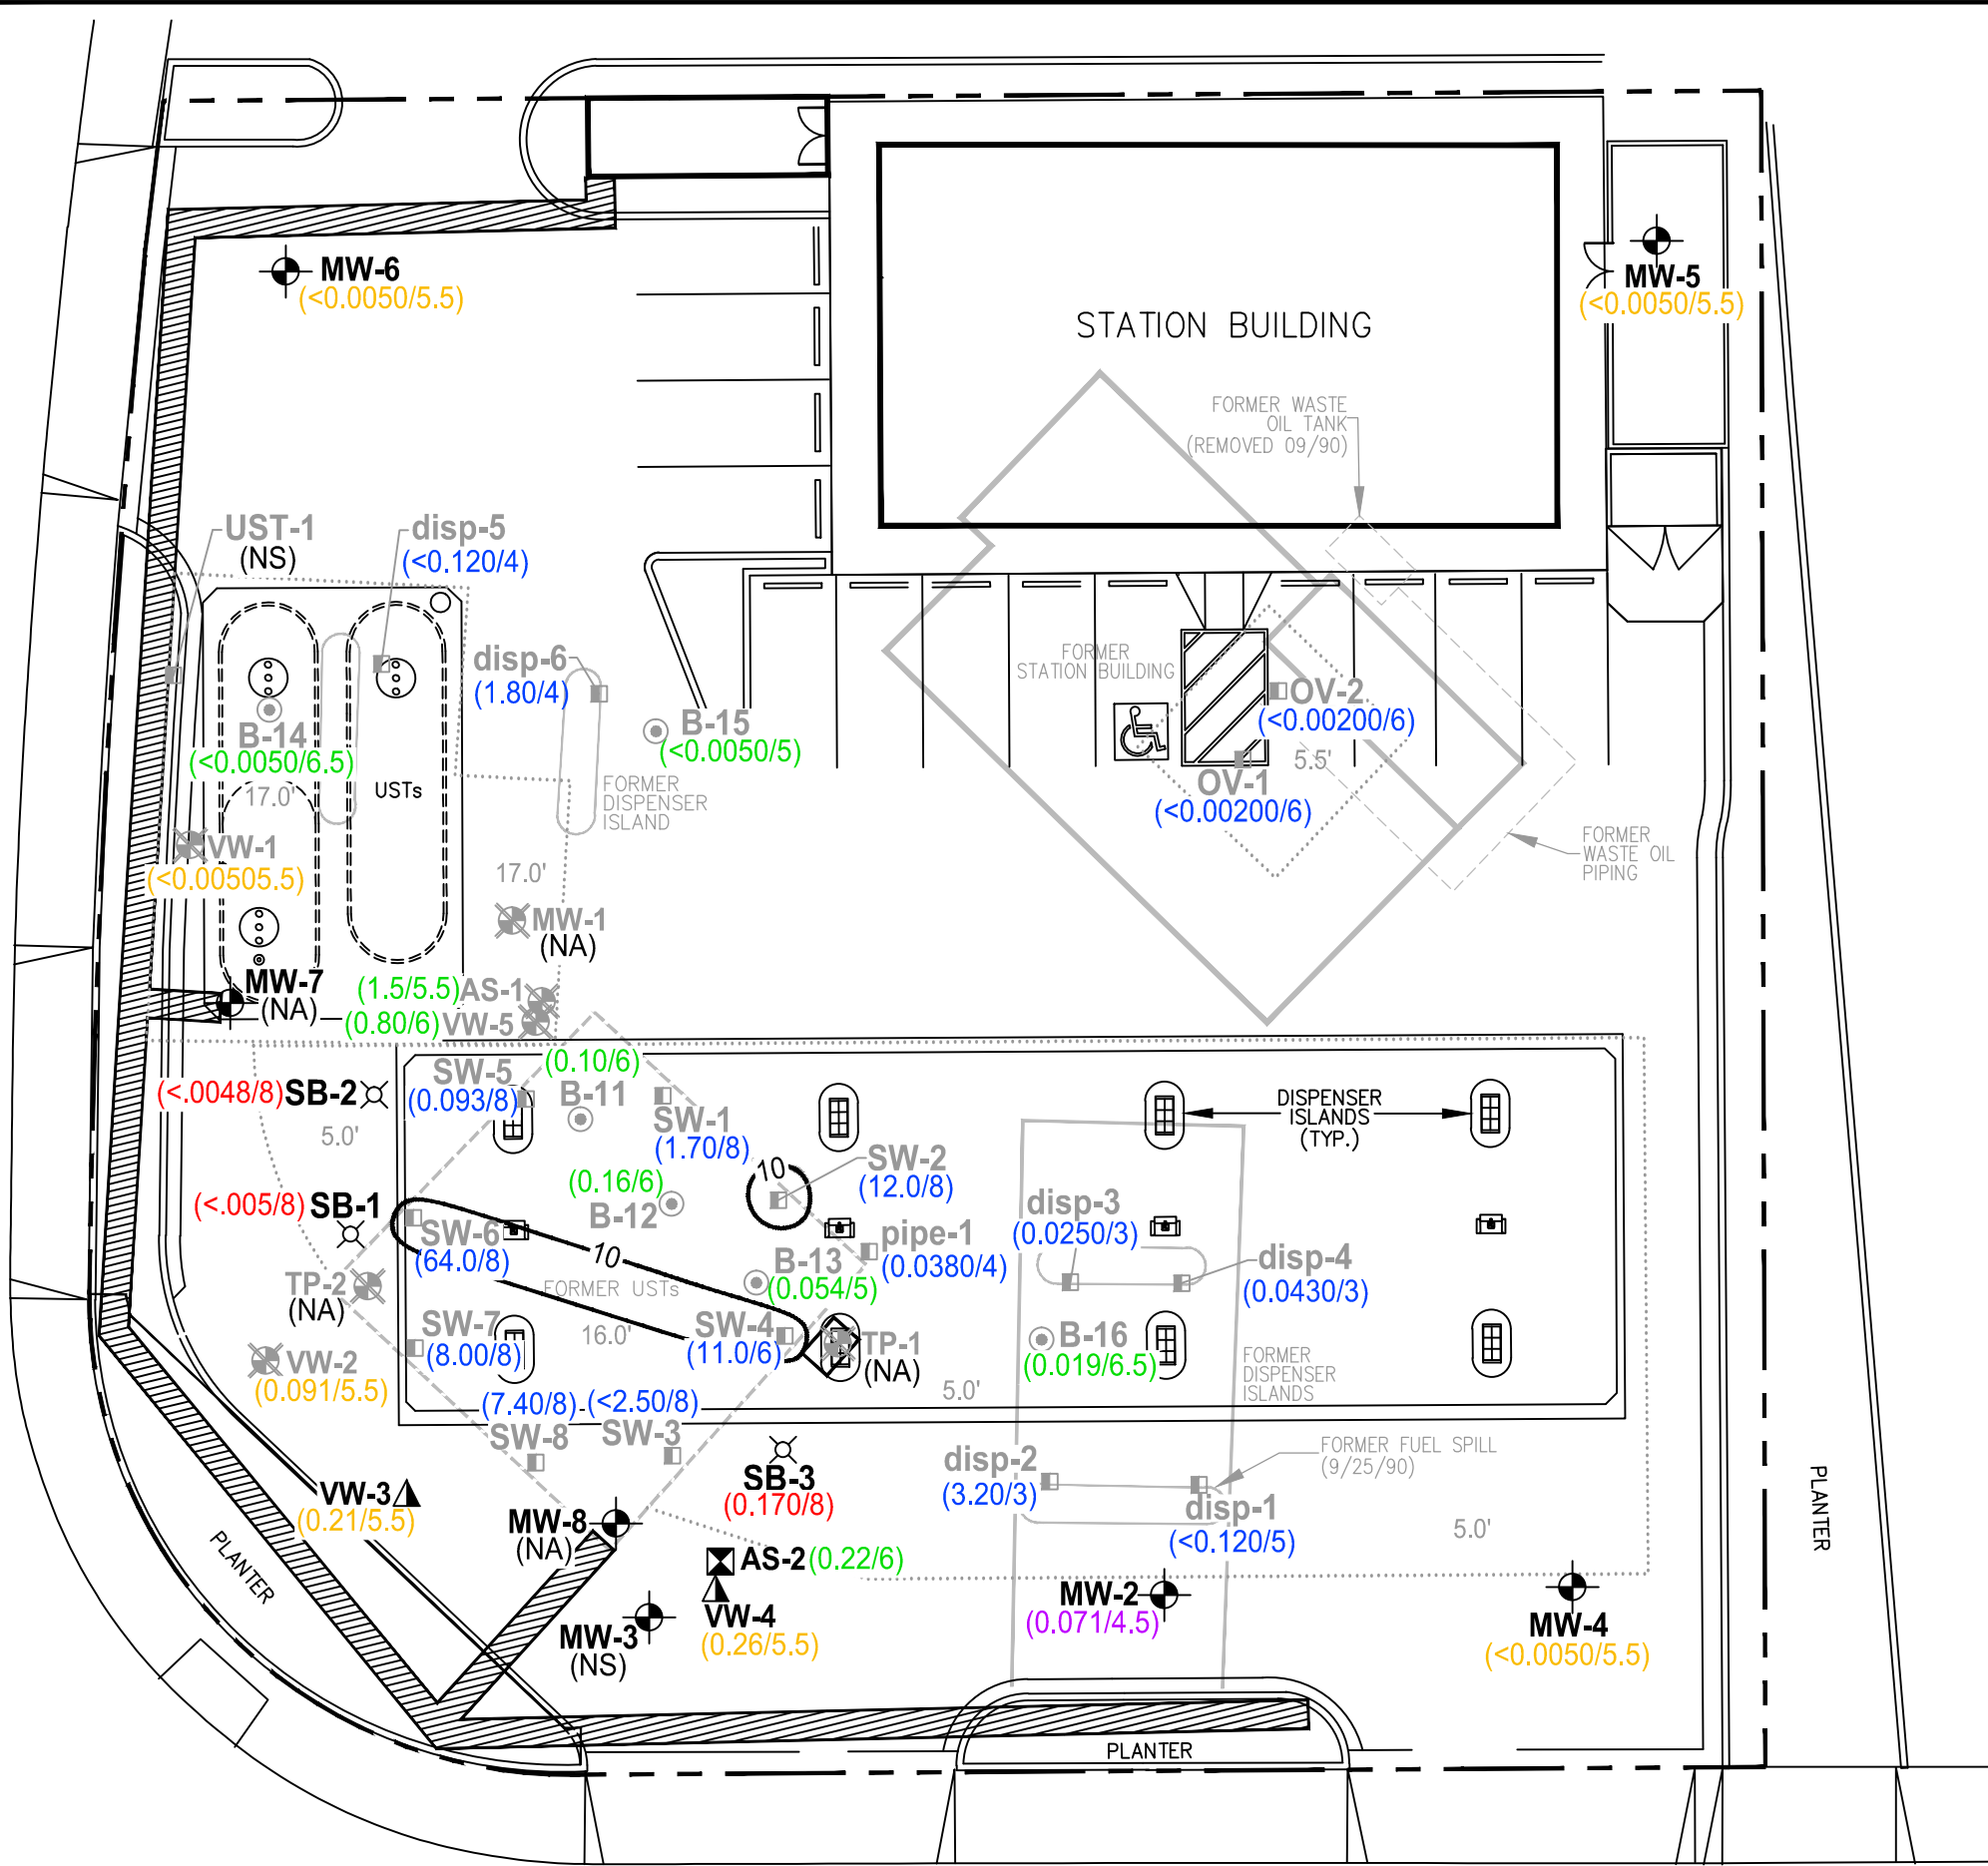 MW-6
(<0.0050/5.5)
MW-5
(<0.0050/5.5)
STATION BUILDING
FORMER WASTE
OIL TANK
(REMOVED 09/90)
UST-1
(NS)
disp-5
(<0.120/4)
disp-6
(1.80/4)
B-15
(<0.0050/5)
B-14
(<0.0050/6.5)
17.0'
USTs
FORMER
DISPENSER
ISLAND
FORMER
STATION BUILDING
OV-2
(<0.00200/6)
5.5'
OV-1
(<0.00200/6)
FORMER
WASTE OIL
PIPING
VW-1
(<0.00505.5)
17.0'
MW-1
(NA)
MW-7
(NA)
(1.5/5.5) AS-1
(0.80/6) VW-5
(0.10/6)
B-11
SW-5
(0.093/8)
SW-1
(1.70/8)
(<.0048/8) SB-2
5.0'
DISPENSER
ISLANDS
(TYP.)
10
SW-2
(12.0/8)
(0.16/6)
B-12
(<.005/8) SB-1
SW-6
(64.0/8)
10
B-13
(0.054/5)
pipe-1
(0.0380/4)
disp-3
(0.0250/3)
disp-4
(0.0430/3)
TP-2
(NA)
FORMER USTs
16.0'
SW-7
(8.00/8)
SW-4
(11.0/6)
TP-1
(NA)
B-16
(0.019/6.5)
FORMER
DISPENSER
ISLANDS
5.0'
VW-2
(0.091/5.5)
(7.40/8)
SW-8
(<2.50/8)
SW-3
SB-3
(0.170/8)
disp-2
(3.20/3)
FORMER FUEL SPILL
(9/25/90)
disp-1
(<0.120/5)
5.0'
VW-3
(0.21/5.5)
MW-8
(NA)
AS-2 (0.22/6)
VW-4
(0.26/5.5)
MW-3
(NS)
MW-2
(0.071/4.5)
MW-4
(<0.0050/5.5)
PLANTER
PLANTER
PLANTER